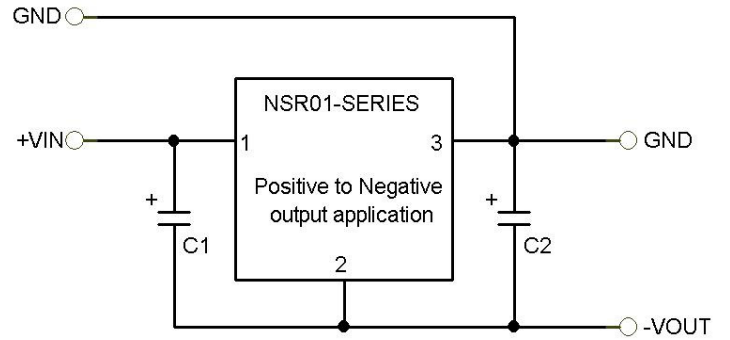 GND
NSR01-SERIES
+VIN
1
3
GND
Positive to Negative
output application
+
C1
+
C2
2
-VOUT